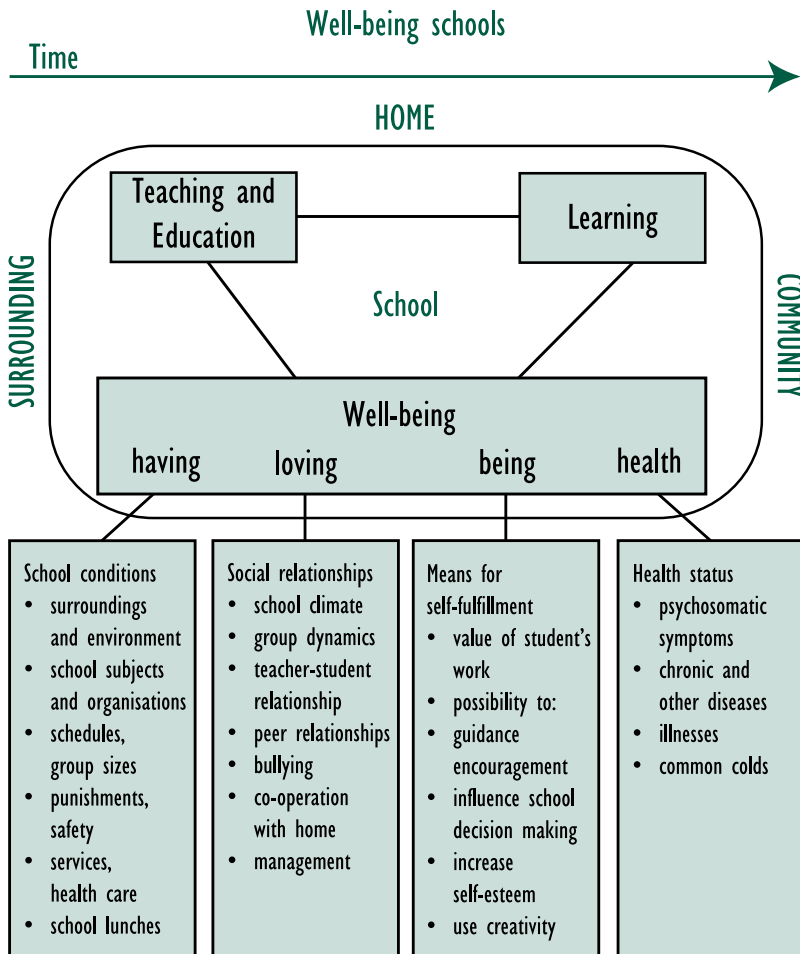 Well-being schools
Time
HOME
SURROUNDING
COMMUNITY
Teaching and
Education
Learning
School
Well-being
having loving being health
School conditions
• surroundings
and environment
• school subjects
and organisations
• schedules,
group sizes
• punishments,
safety
• services,
health care
• school lunches
Social relationships
• school climate
• group dynamics
• teacher-student
relationship
• peer relationships
• bullying
• co-operation
with home
• management
Means for
self-fulfillment
• value of student's
work
• possibility to:
• guidance
encouragement
• influence school
decision making
• increase
self-esteem
• use creativity
Health status
• psychosomatic
symptoms
• chronic and
other diseases
• illnesses
• common colds